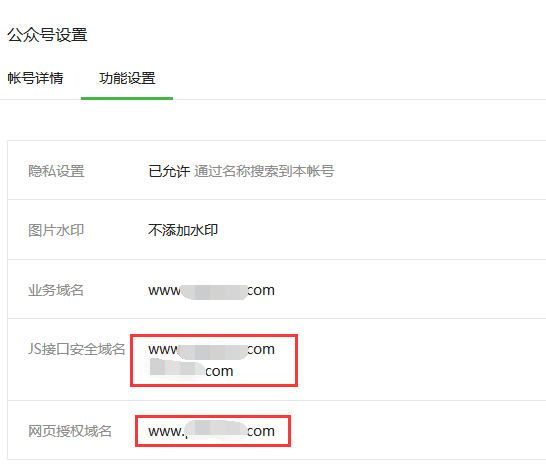 公众号设置
帐号详情 功能设置
隐私设置 已允许 通过名称搜索到本帐号
图片水印 不添加水印
业务域名 www com
JS接口安全域名 www com
com
网页授权域名 www. com